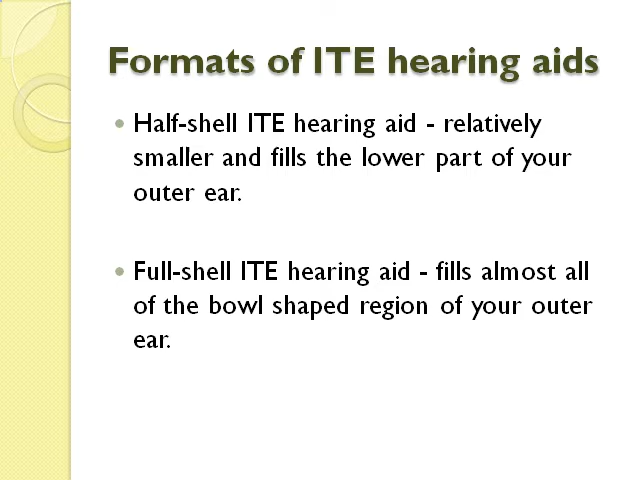 Formats of ITE hearing aids
• Half-shell ITE hearing aid - relatively
smaller and fills the lower part of your
outer ear.
• Full-shell ITE hearing aid - fills almost all
of the bowl shaped region of your outer
ear.